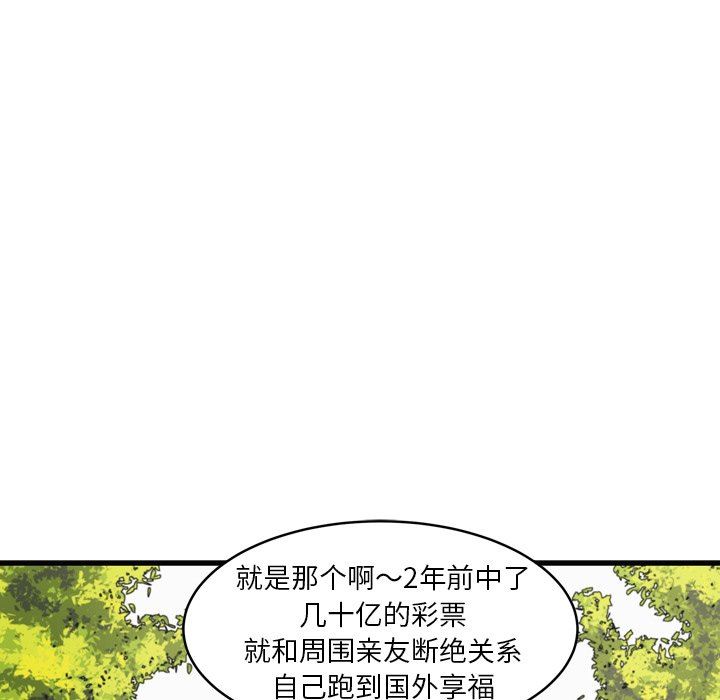 就是那个啊～2年前中了
几十亿的彩票
就和周围亲友断绝关系
自己跑到国外享福